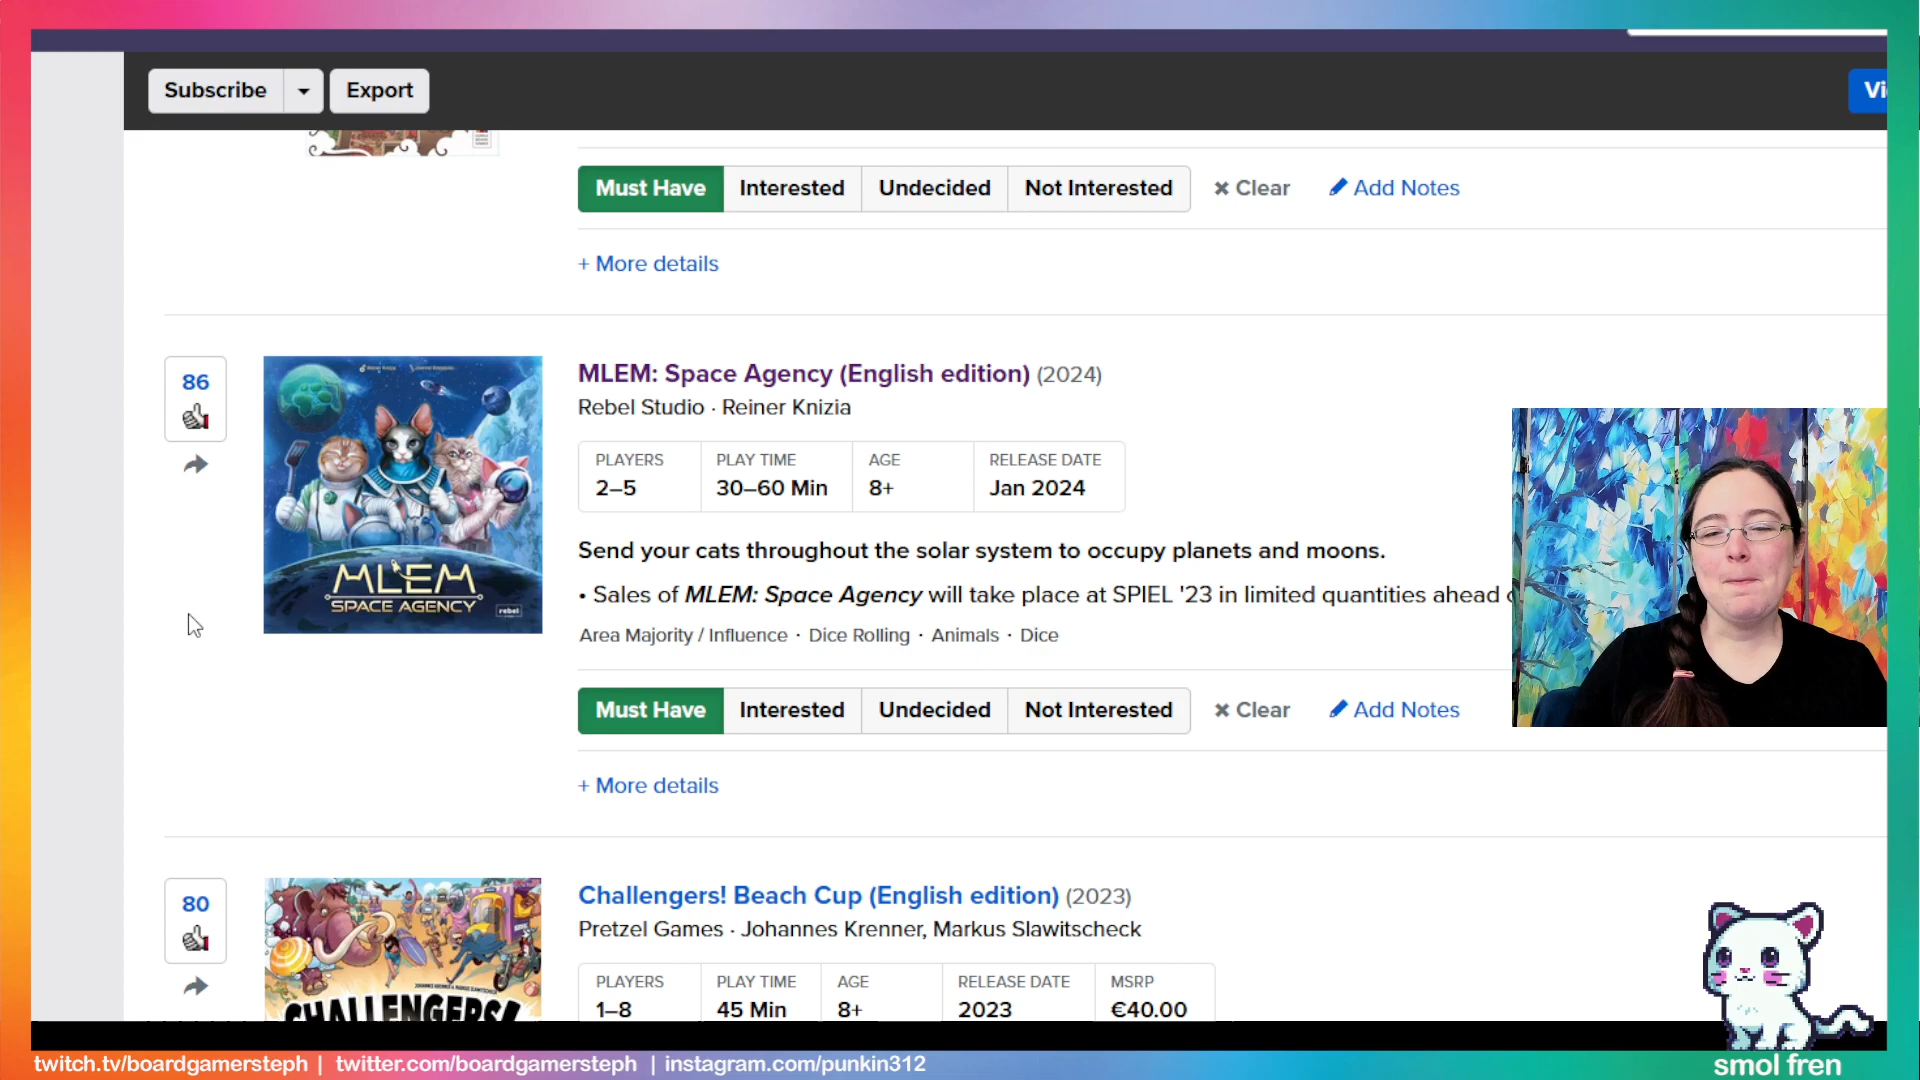 Subscribe
Export
Must Have
Interested
Undecided
Not Interested
Clear
Add Notes
+ More details
86
MLEM
SPACE AGENCY
rebel
MLEM: Space Agency (English edition) (2024)
Rebel Studio · Reiner Knizia
PLAYERS
2–5
PLAY TIME
30–60 Min
AGE
8+
RELEASE DATE
Jan 2024
Send your cats throughout the solar system to occupy planets and moons.
• Sales of MLEM: Space Agency will take place at SPIEL '23 in limited quantities ahead
Area Majority / Influence · Dice Rolling · Animals · Dice
Must Have
Interested
Undecided
Not Interested
Clear
Add Notes
+ More details
80
CHALLENGERS!
Challengers! Beach Cup (English edition) (2023)
Pretzel Games · Johannes Krenner, Markus Slawitscheck
PLAYERS
1–8
PLAY TIME
45 Min
AGE
8+
RELEASE DATE
2023
MSRP
€40.00
twitch.tv/boardgamersteph | twitter.com/boardgamersteph | instagram.com/punkin312
smol fren